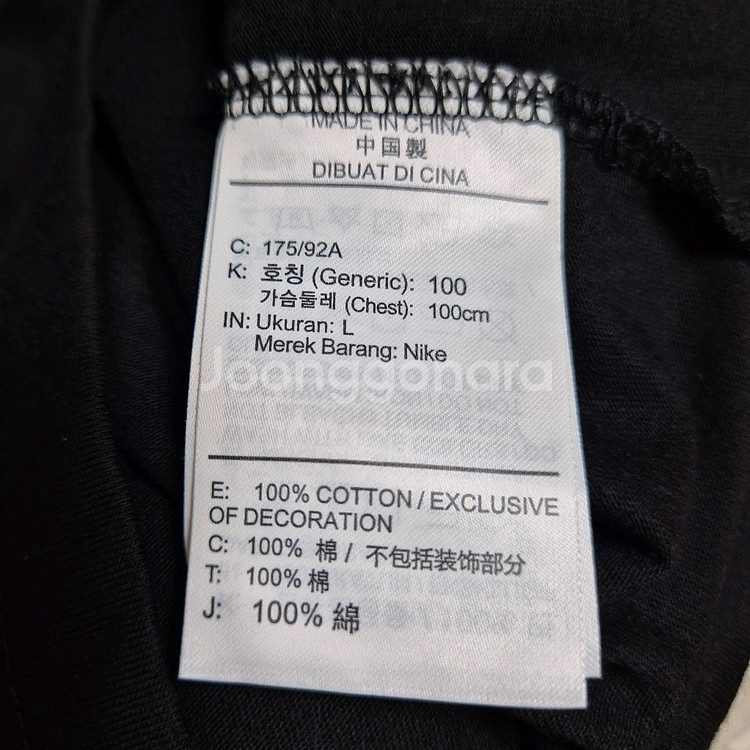 MADE IN CHINA
中国製
DIBUAT DI CINA
C: 175/92A
K: 호칭 (Generic): 100
가슴둘레 (Chest): 100cm
IN: Ukuran: L
Merek Barang: Nike
Joonggonara
E: 100% COTTON / EXCLUSIVE
OF DECORATION
C: 100% 棉 / 不包括装饰部分
T: 100% 棉
J: 100% 綿